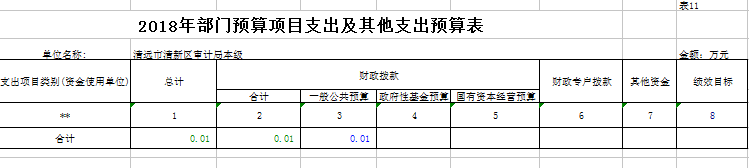 表11
2018年部门预算项目支出及其他支出预算表
单位名称: 清远市清新区审计局本级 金额: 万元
支出项目类别(资金使用单位) 总计 财政拨款 财政专户拨款 其他资金 绩效目标
合计 一般公共预算 政府性基金预算 国有资本经营预算
** 1 2 3 4 5 6 7 8
合计 0.01 0.01 0.01